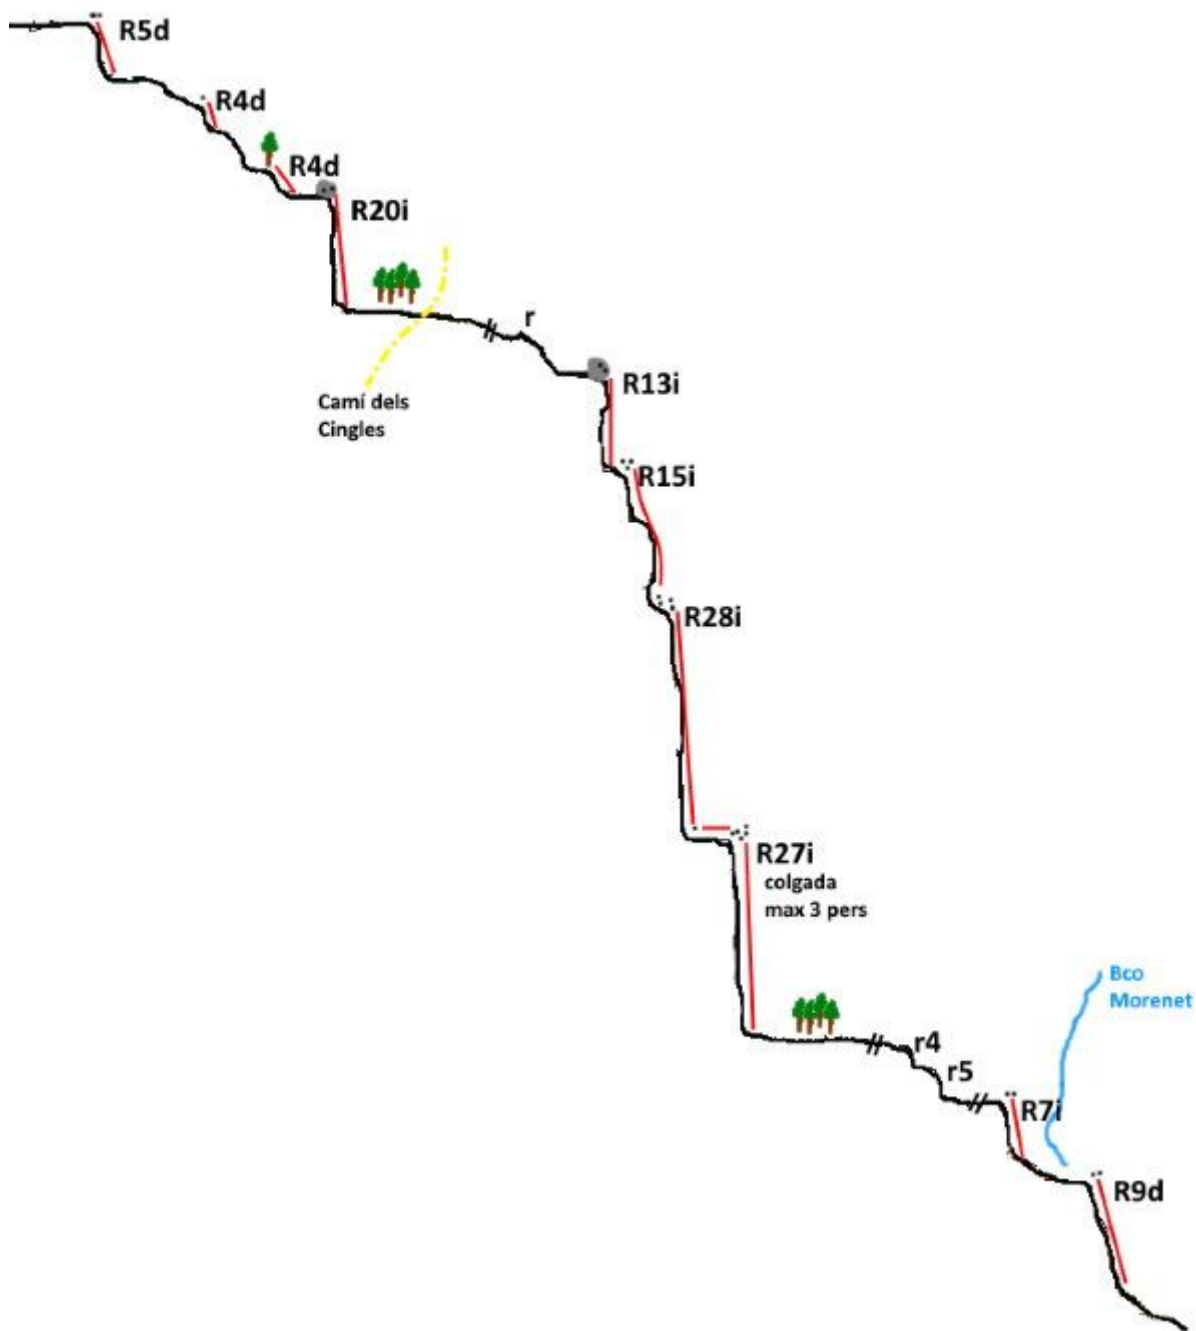 R5d
R4d
R4d
R20i
r
Camí dels
Cingles
R13i
R15i
R28i
R27i
colgada
max 3 pers
Bco
Morenet
r4
r5
R7i
R9d